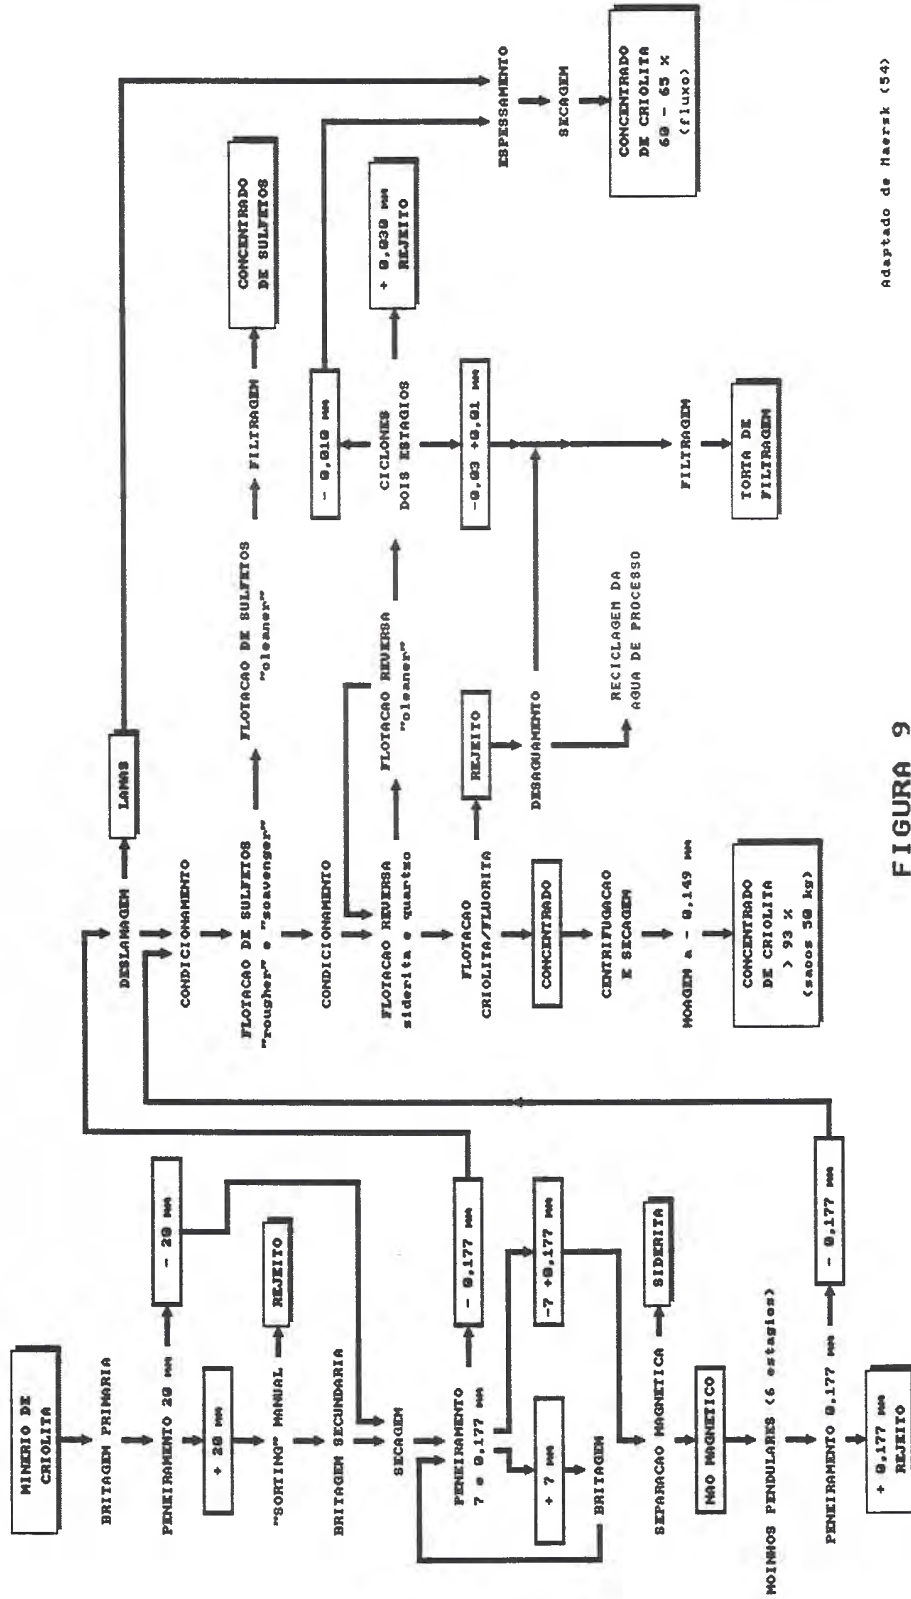 MINERIO DE
CRIOLITA
BRITAGEM PRIMARIA
PENEIRAMENTO 20 mm
- 20 mm
+ 20 mm
"SORTING" MANUAL
REJEITO
BRITAGEM SECUNDARIA
SECAGEM
PENEIRAMENTO
7 e 0,177 mm
- 0,177 mm
+ 7 mm
-7 +0,177 mm
BRITAGEM
SEPARACAO MAGNETICA
SIDERITA
NAO MAGNETICO
MOINHOS PENDULARES (6 estagios)
PENEIRAMENTO 0,177 mm
- 0,177 mm
+ 0,177 mm
REJEITO
DESLAMAGEM
LAMAS
CONDICIONAMENTO
FLOTACAO DE SULFETOS
"rougher" e "scavenger"
FLOTACAO DE SULFETOS
"cleaner"
FILTRAGEM
CONCENTRADO
DE SULFETOS
CONDICIONAMENTO
FLOTACAO REVERSA
siderita e quartzo
FLOTACAO REVERSA
"cleaner"
CICLONES
DOIS ESTAGIOS
- 0,010 mm
+ 0,030 mm
REJEITO
-0,03 +0,01 mm
FLOTACAO
CRIOLITA/FLUORITA
REJEITO
DESAGUAMENTO
RECICLAGEM DA
AGUA DE PROCESSO
FILTRAGEM
TORTA DE
FILTRAGEM
CONCENTRADO
CENTRIFUGACAO
E SECAGEM
MOAGEM a - 0,149 mm
CONCENTRADO
DE CRIOLITA
> 93 %
(sacos 50 kg)
ESPESSAMENTO
SECAGEM
CONCENTRADO
DE CRIOLITA
60 - 65 %
(fluxo)
Adaptado de Maersk (54)
FIGURA 9